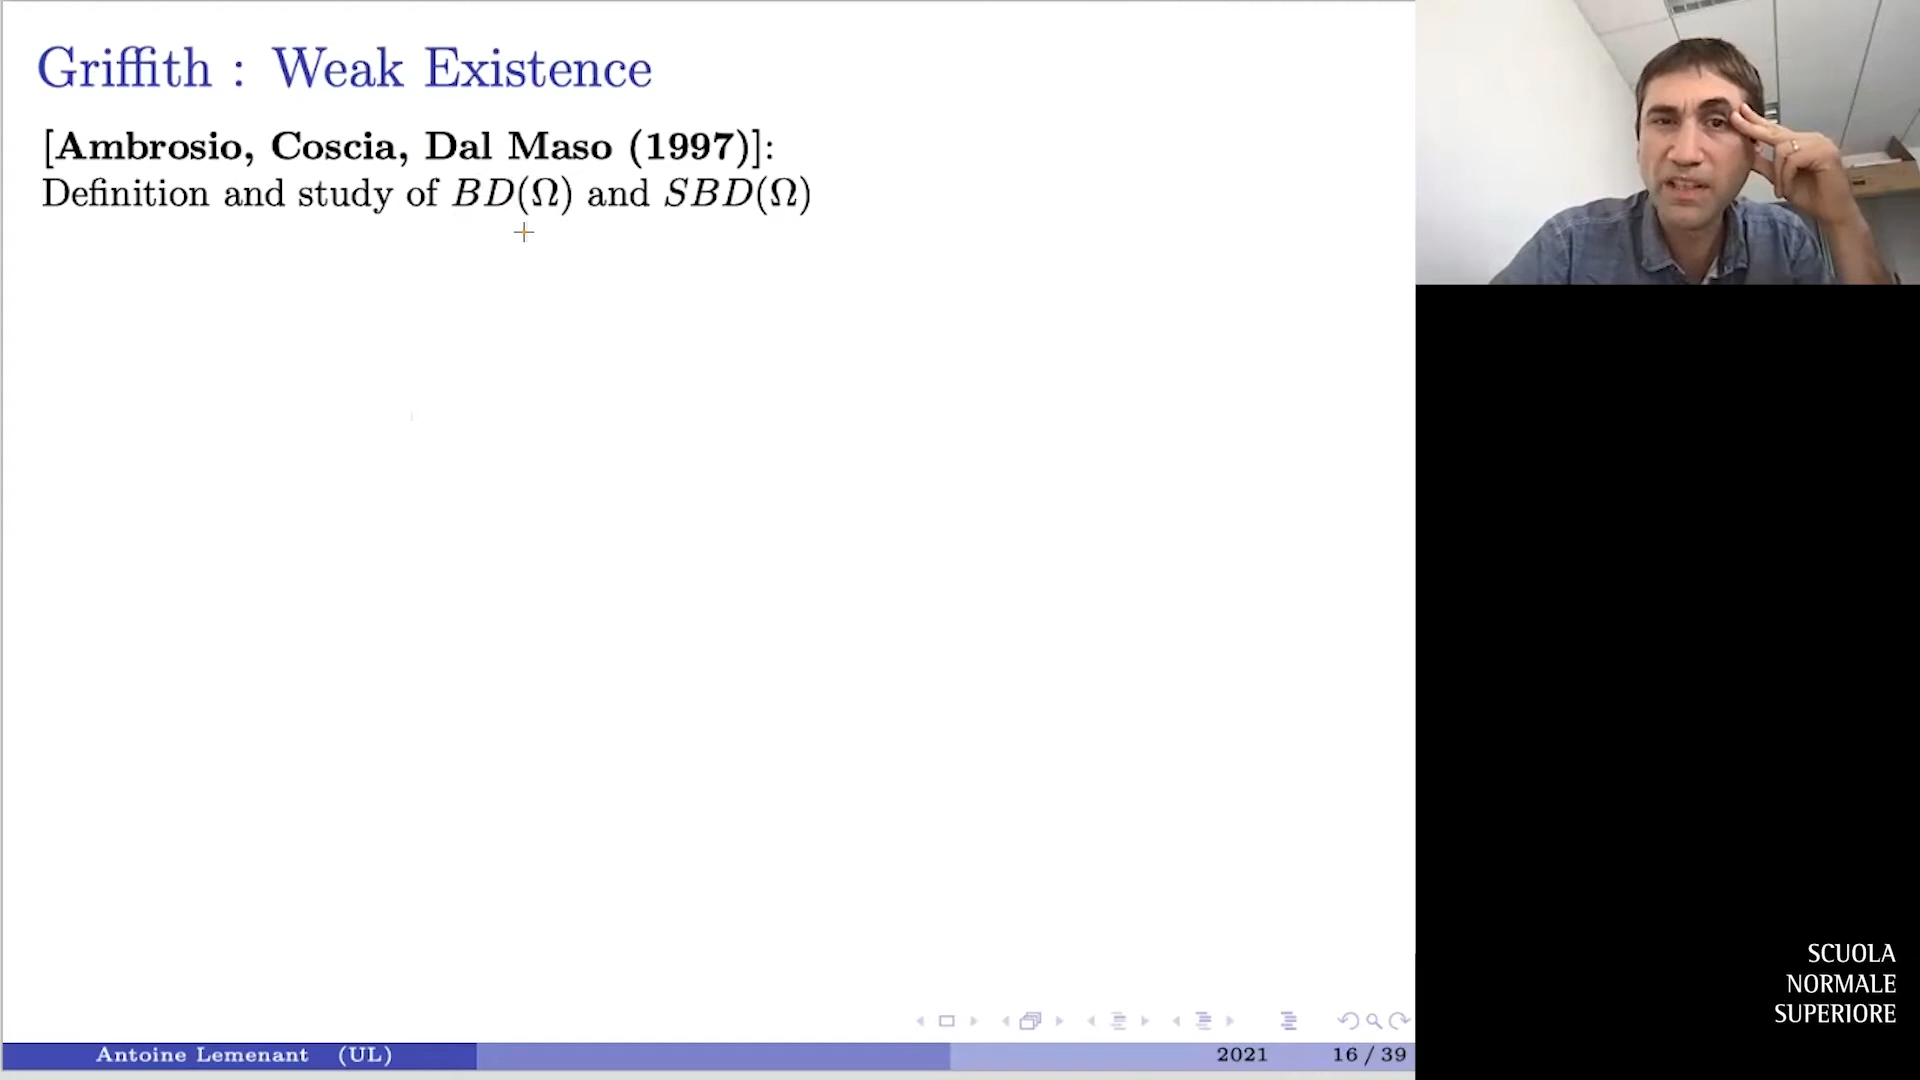 Griffith : Weak Existence
[Ambrosio, Coscia, Dal Maso (1997)]:
Definition and study of BD(Ω) and SBD(Ω)
Antoine Lemenant (UL)
2021
16 / 39
SCUOLA
NORMALE
SUPERIORE